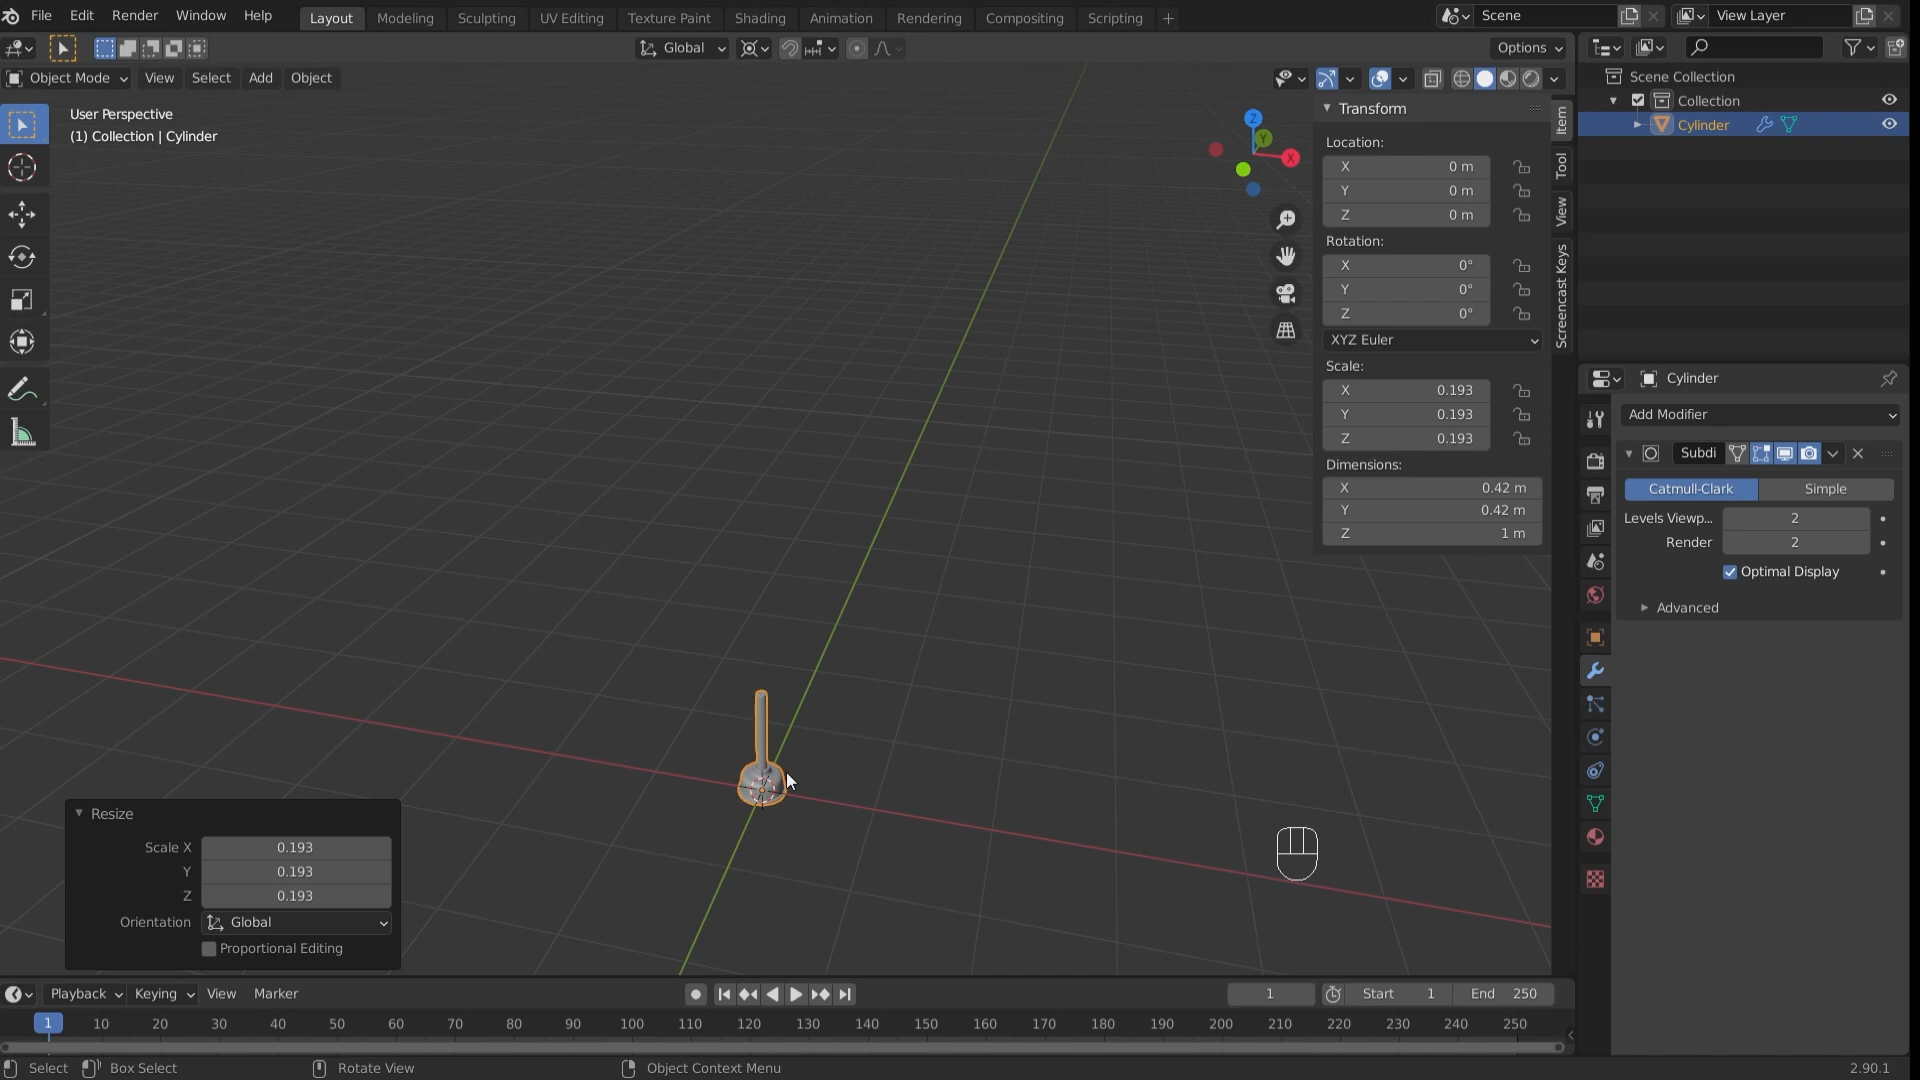 File Edit Render Window Help Layout Modeling Sculpting UV Editing Texture Paint Shading Animation Rendering Compositing Scripting + Scene View Layer
Global Options
Object Mode View Select Add Object
User Perspective
(1) Collection | Cylinder
Z
Y
X
Transform
Location:
X 0 m
Y 0 m
Z 0 m
Rotation:
X 0°
Y 0°
Z 0°
XYZ Euler
Scale:
X 0.193
Y 0.193
Z 0.193
Dimensions:
X 0.42 m
Y 0.42 m
Z 1 m
Item
Tool
View
Screencast Keys
Scene Collection
Collection
Cylinder
Cylinder
Add Modifier
Subdi
Catmull-Clark Simple
Levels Viewp... 2
Render 2
Optimal Display
Advanced
Resize
Scale X 0.193
Y 0.193
Z 0.193
Orientation Global
Proportional Editing
Playback Keying View Marker 1 Start 1 End 250
1 10 20 30 40 50 60 70 80 90 100 110 120 130 140 150 160 170 180 190 200 210 220 230 240 250
Select Box Select Rotate View Object Context Menu 2.90.1